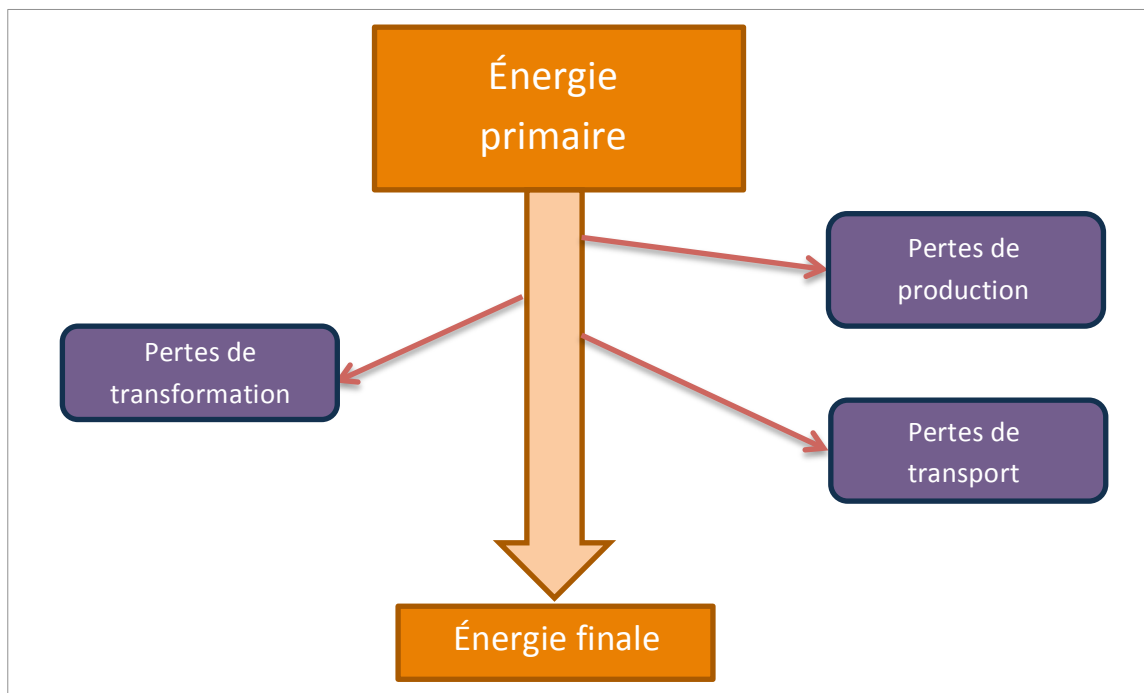 Énergie
primaire
Pertes de
production
Pertes de
transformation
Pertes de
transport
Énergie finale